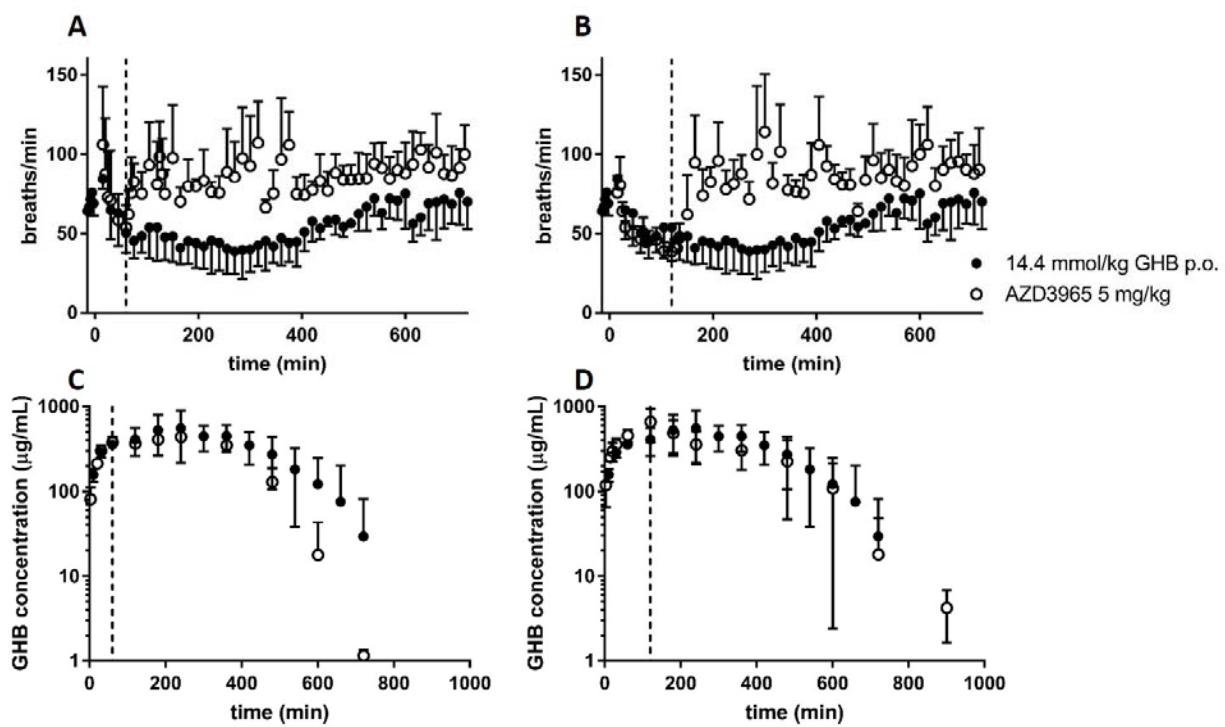 A
B
150
100
50
0
breaths/min
0
200
400
600
time (min)
150
100
50
0
breaths/min
0
200
400
600
time (min)
14.4 mmol/kg GHB p.o.
AZD3965 5 mg/kg
C
D
1000
100
10
1
GHB concentration (µg/mL)
0
200
400
600
800
1000
time (min)
1000
100
10
1
GHB concentration (µg/mL)
0
200
400
600
800
1000
time (min)